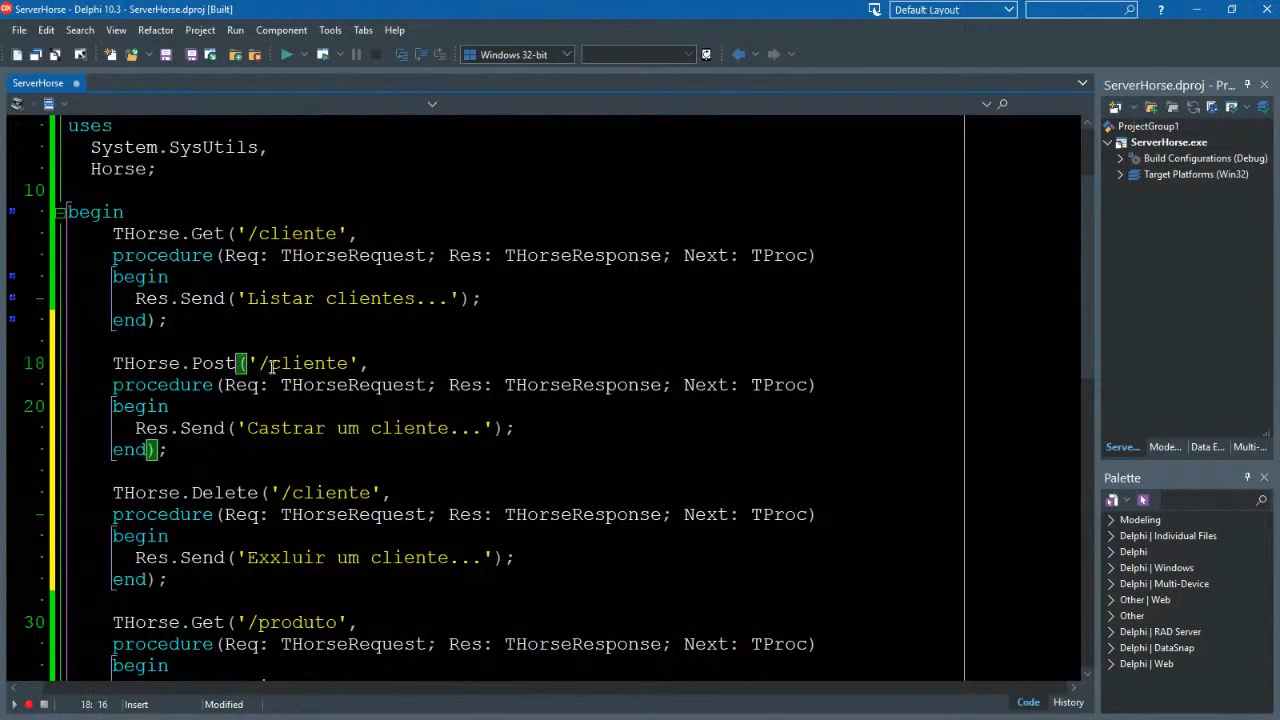 ServerHorse - Delphi 10.3 - ServerHorse.dproj [Built]
Default Layout
?
File Edit Search View Refactor Project Run Component Tools Tabs Help
Windows 32-bit
ServerHorse
uses
System.SysUtils,
Horse;
10
begin
THorse.Get('/cliente',
procedure(Req: THorseRequest; Res: THorseResponse; Next: TProc)
begin
Res.Send('Listar clientes...');
end);
18 THorse.Post('/cliente',
procedure(Req: THorseRequest; Res: THorseResponse; Next: TProc)
20 begin
Res.Send('Castrar um cliente...');
end);
THorse.Delete('/cliente',
procedure(Req: THorseRequest; Res: THorseResponse; Next: TProc)
begin
Res.Send('Exxluir um cliente...');
end);
30 THorse.Get('/produto',
procedure(Req: THorseRequest; Res: THorseResponse; Next: TProc)
begin
18: 16 Insert Modified Code History
ServerHorse.dproj - Pr...
ProjectGroup1
ServerHorse.exe
Build Configurations (Debug)
Target Platforms (Win32)
Serve... Mode... Data E... Multi-...
Palette
Modeling
Delphi | Individual Files
Delphi
Delphi | Windows
Delphi | Multi-Device
Other | Web
Other
Delphi | RAD Server
Delphi | DataSnap
Delphi | Web